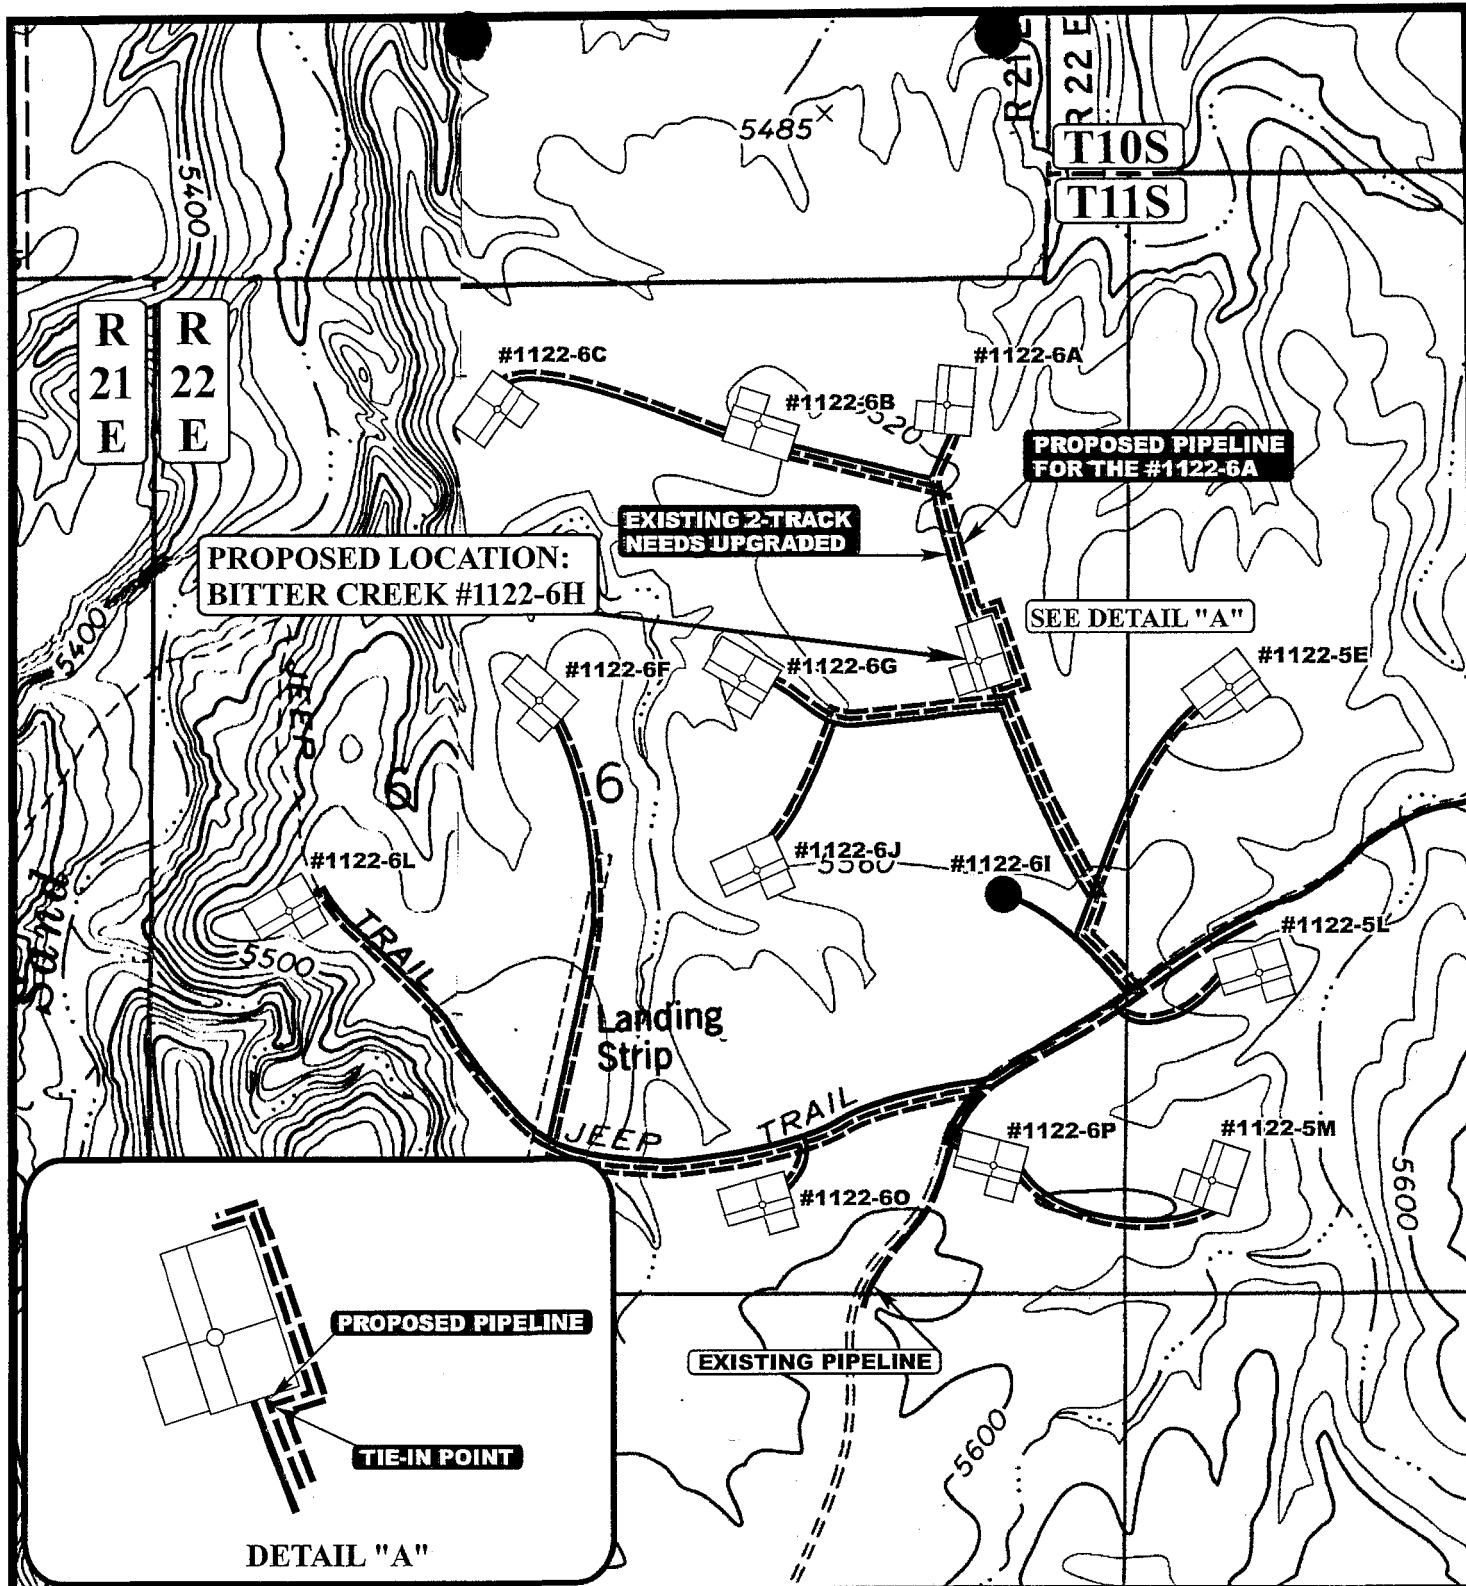 R 21 E
R 22 E
5485
T10S
T11S
5400
R
21
E
R
22
E
#1122-6C
#1122-6A
#1122-6B
5320
PROPOSED PIPELINE
FOR THE #1122-6A
EXISTING 2-TRACK
NEEDS UPGRADED
PROPOSED LOCATION:
BITTER CREEK #1122-6H
SEE DETAIL "A"
5400
#1122-6F
#1122-6G
#1122-5E
JEEP
6
6
#1122-6L
#1122-6J
5560
#1122-6I
TRAIL
#1122-5L
Sand
5500
Landing
Strip
JEEP
TRAIL
#1122-6P
#1122-5M
#1122-6O
5600
PROPOSED PIPELINE
EXISTING PIPELINE
TIE-IN POINT
5600
DETAIL "A"